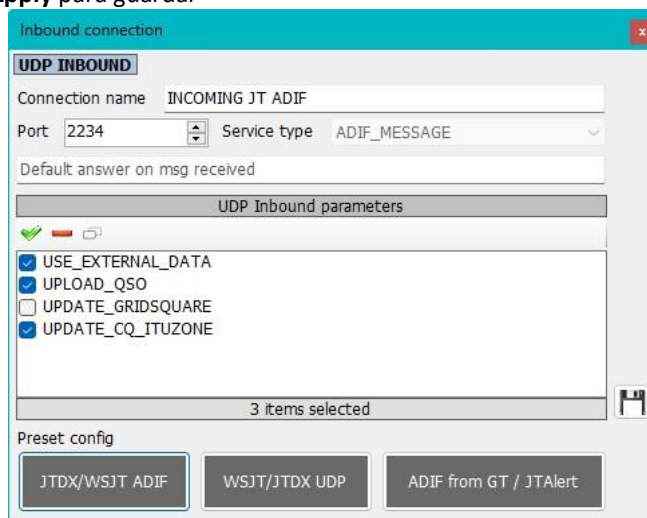 Apply para guardar
Inbound connection x
UDP INBOUND
Connection name INCOMING JT ADIF
Port 2234 Service type ADIF_MESSAGE
Default answer on msg received
UDP Inbound parameters
USE_EXTERNAL_DATA
UPLOAD_QSO
UPDATE_GRIDSQUARE
UPDATE_CQ_ITUZONE
3 items selected
Preset config
JTDX/WSJT ADIF WSJT/JTDX UDP ADIF from GT / JTAlert